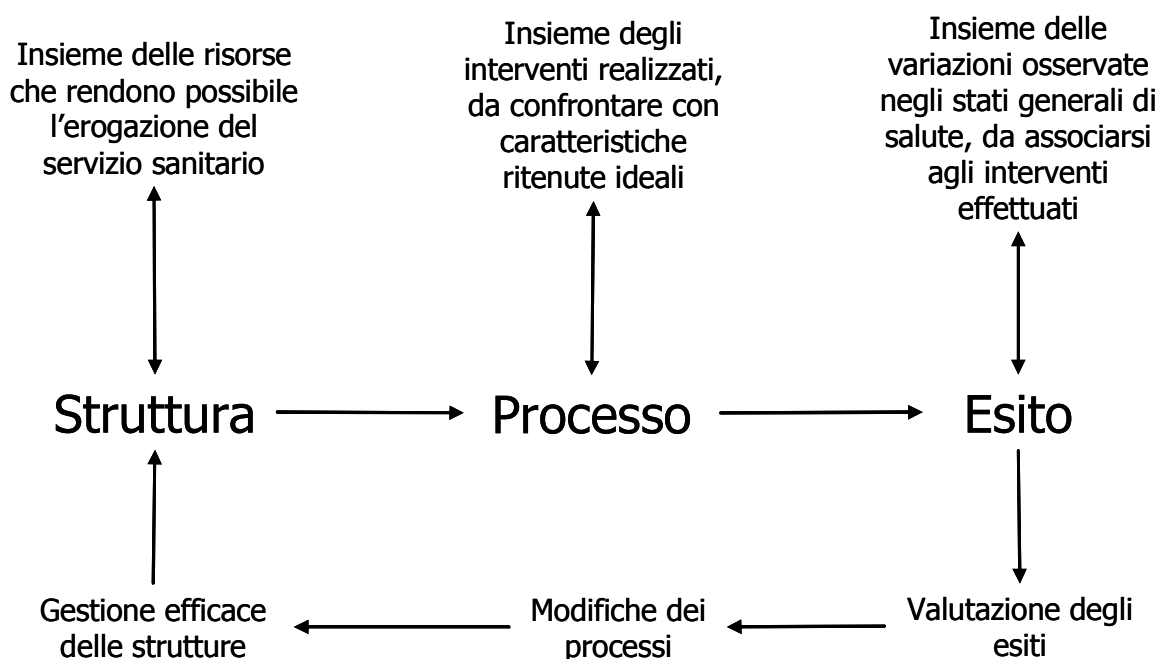 Insieme delle risorse
che rendono possibile
l’erogazione del
servizio sanitario
Insieme degli
interventi realizzati,
da confrontare con
caratteristiche
ritenute ideali
Insieme delle
variazioni osservate
negli stati generali di
salute, da associarsi
agli interventi
effettuati
Struttura
Processo
Esito
Gestione efficace
delle strutture
Modifiche dei
processi
Valutazione degli
esiti